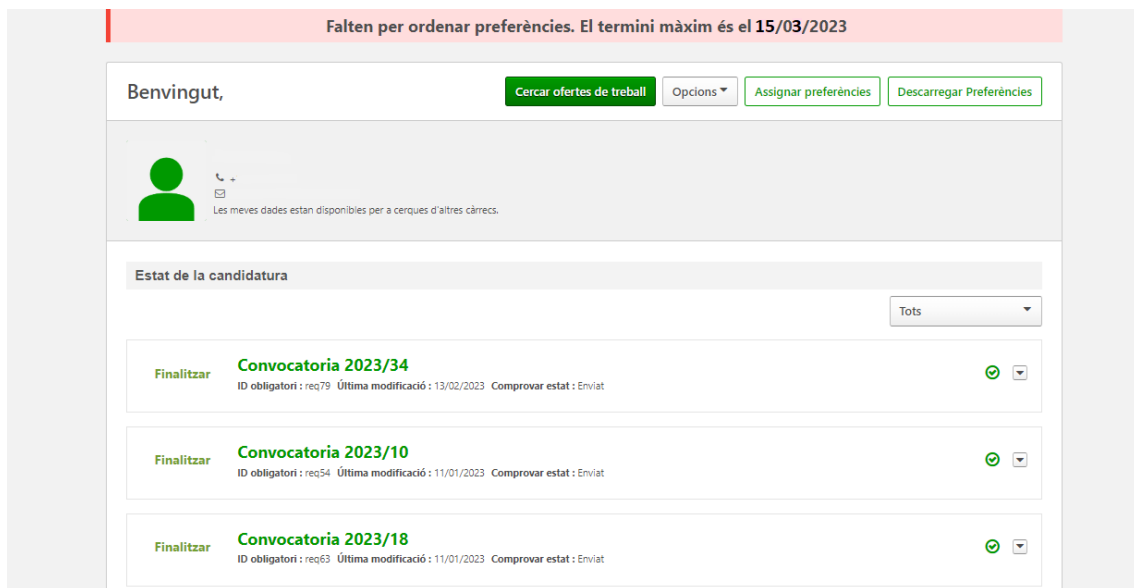 Falten per ordenar preferències. El termini màxim és el 15/03/2023
Benvingut,
Cercar ofertes de treball
Opcions
Assignar preferències
Descarregar Preferències
+
Les meves dades estan disponibles per a cerques d'altres càrrecs.
Estat de la candidatura
Tots
Finalitzar
Convocatoria 2023/34
ID obligatori : req79 Última modificació : 13/02/2023 Comprovar estat : Enviat
Finalitzar
Convocatoria 2023/10
ID obligatori : req54 Última modificació : 11/01/2023 Comprovar estat : Enviat
Finalitzar
Convocatoria 2023/18
ID obligatori : req63 Última modificació : 11/01/2023 Comprovar estat : Enviat